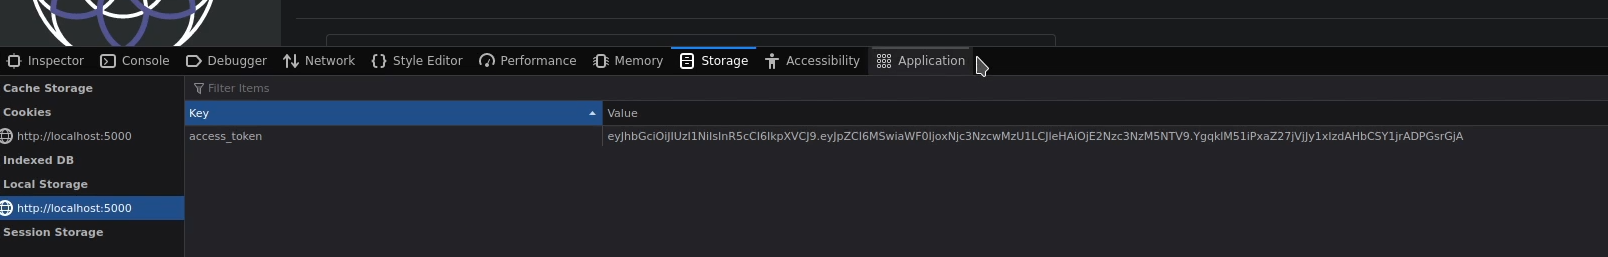 Inspector Console Debugger Network Style Editor Performance Memory Storage Accessibility Application
Cache Storage
Filter Items
Cookies
Key Value
http://localhost:5000
access_token eyJhbGciOiJIUzI1NiIsInR5cCI6IkpXVCJ9.eyJpZCI6MSwiaWF0IjoxNjc3NzcwMzU1LCJleHAiOjE2Nzc3NzM5NTV9.YgqkIM51iPxaZ27jVjJy1xIzdAHbCSY1jrADPGsrGjA
Indexed DB
Local Storage
http://localhost:5000
Session Storage